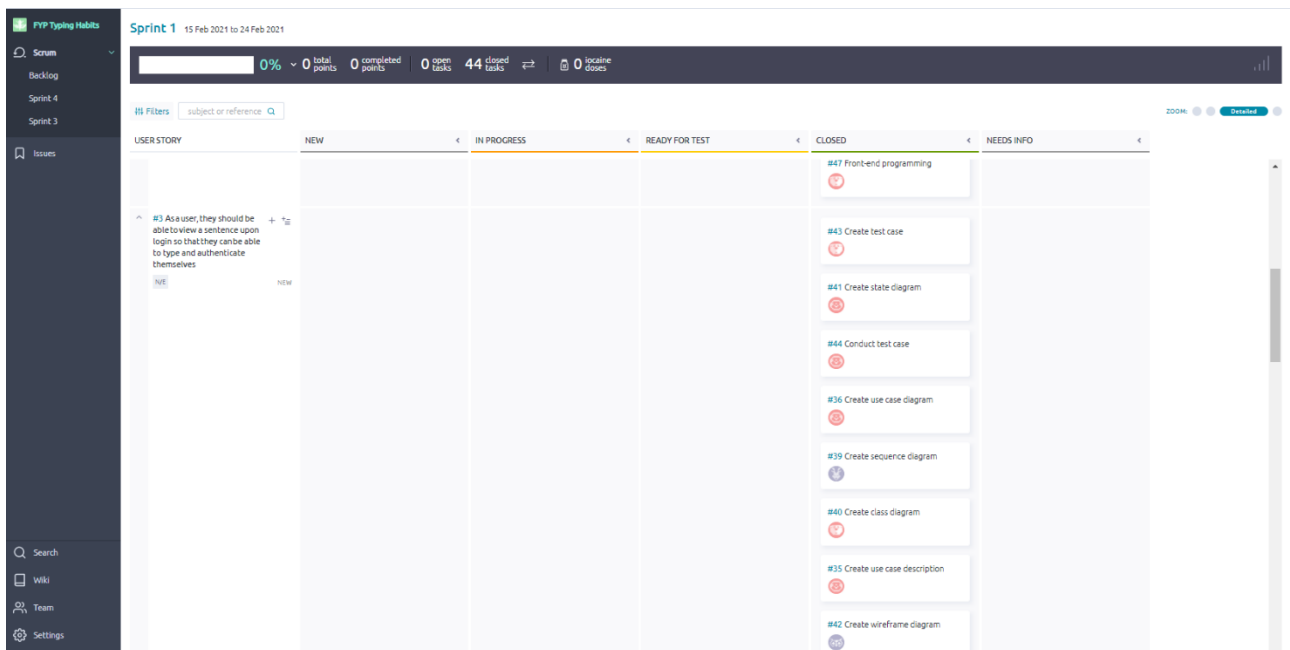 FYP Typing Habits
Scrum
Backlog
Sprint 4
Sprint 3
Issues
Search
Wiki
Team
Settings
Sprint 1 15 Feb 2021 to 24 Feb 2021
0% 0 total points 0 completed points 0 open tasks 44 closed tasks 0 iocaine doses
Filters subject or reference
ZOOM: Detailed
USER STORY NEW IN PROGRESS READY FOR TEST CLOSED NEEDS INFO
#47 Front-end programming
#3 As a user, they should be
able to view a sentence upon
login so that they can be able
to type and authenticate
themselves
N/E NEW
#43 Create test case
#41 Create state diagram
#44 Conduct test case
#36 Create use case diagram
#39 Create sequence diagram
#40 Create class diagram
#35 Create use case description
#42 Create wireframe diagram